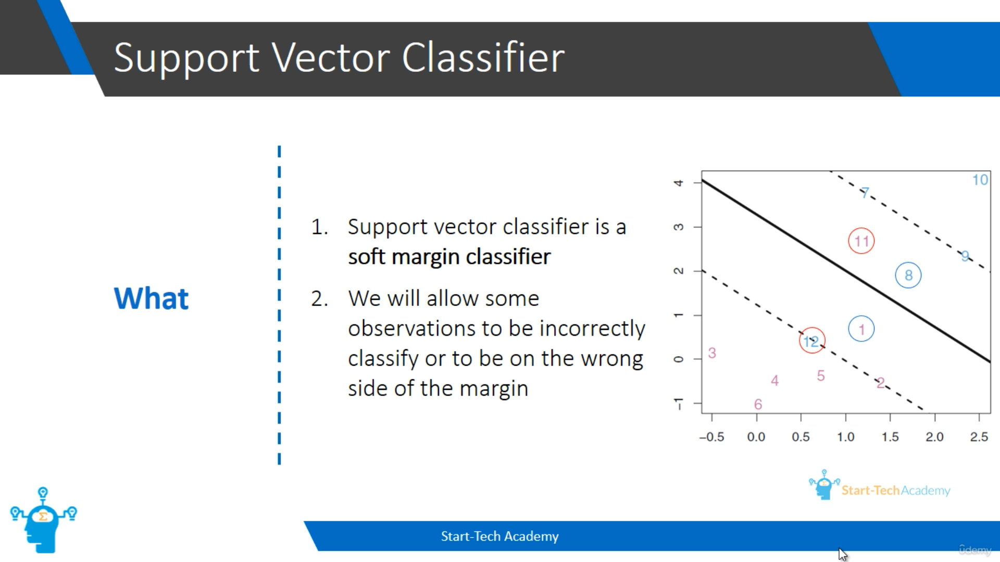 Support Vector Classifier
What
1. Support vector classifier is a
soft margin classifier
2. We will allow some
observations to be incorrectly
classify or to be on the wrong
side of the margin
4
3
2
1
0
−1
−0.5 0.0 0.5 1.0 1.5 2.0 2.5
10
7
11
9
8
1
12
3
5
4
2
6
Σ
Start-Tech Academy
Σ
Start-Tech Academy
udemy